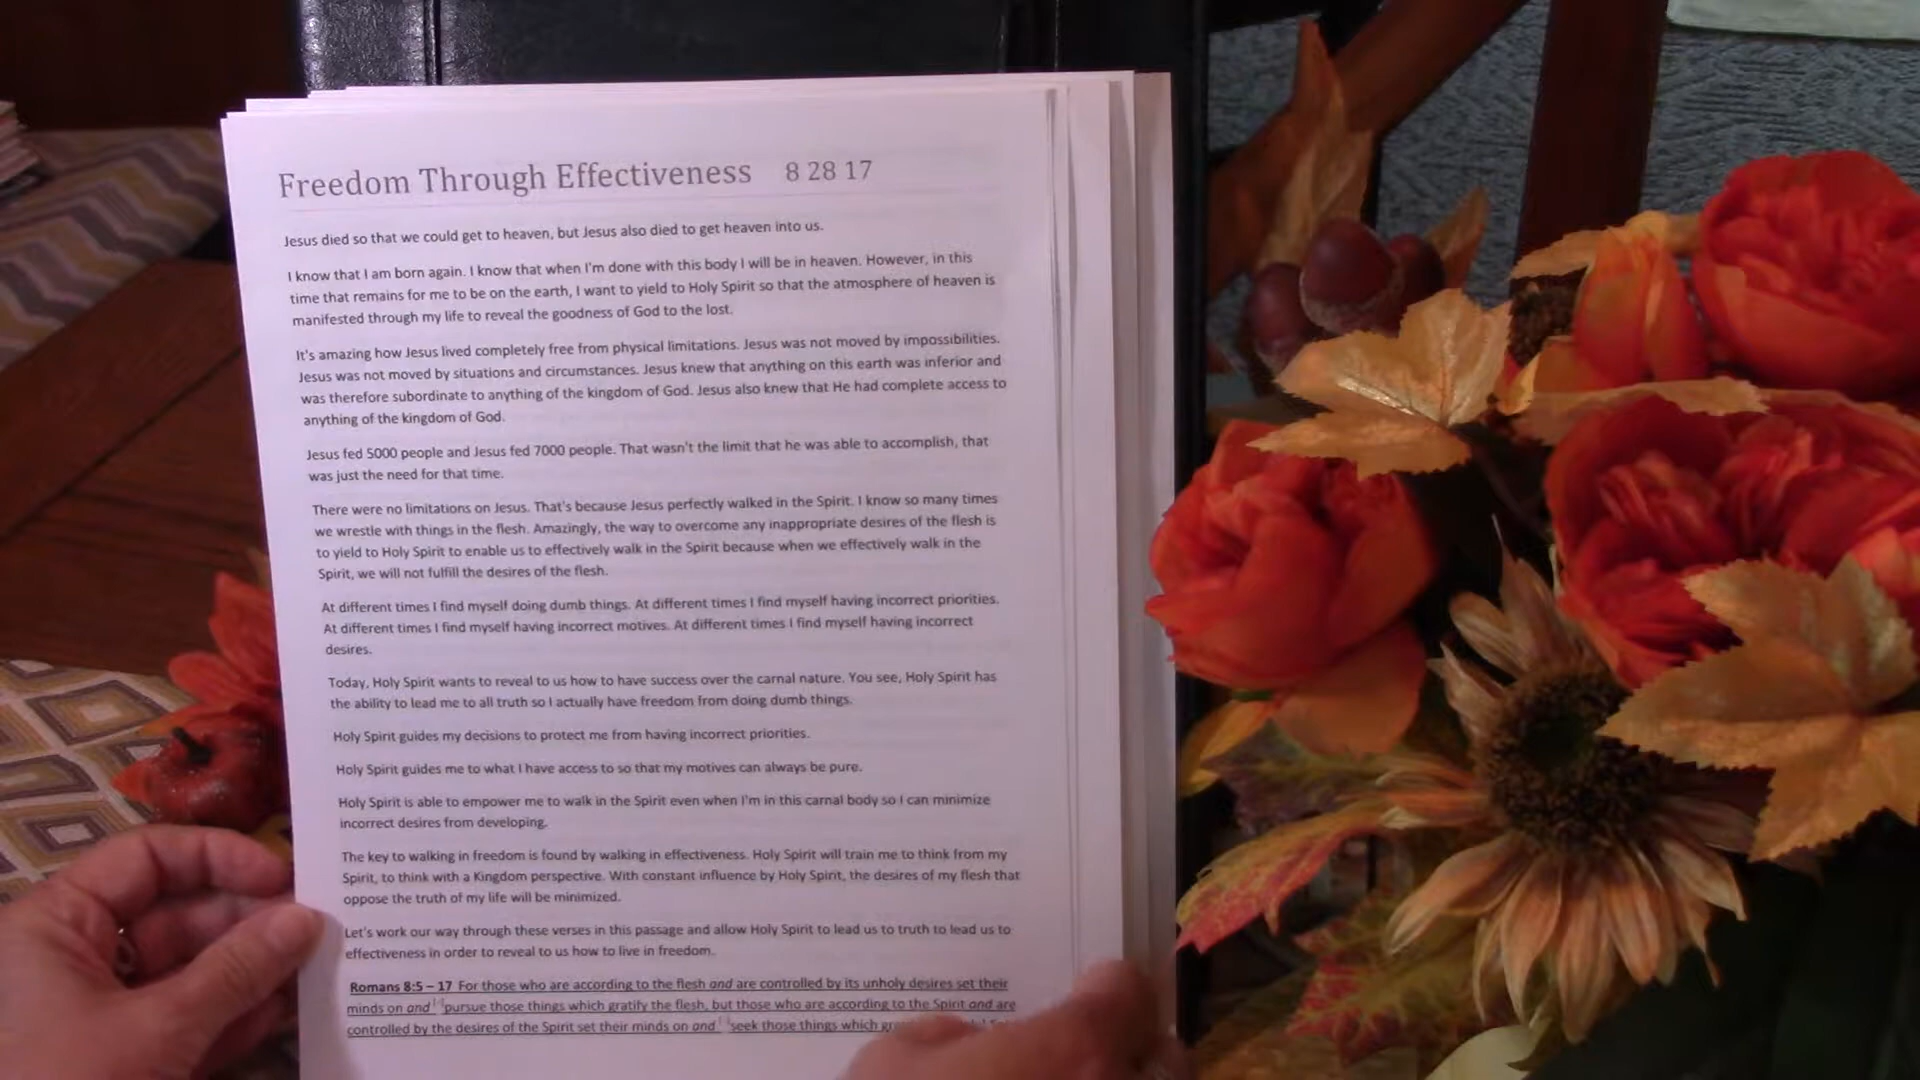 Freedom Through Effectiveness 8 28 17
Jesus died so that we could get to heaven, but Jesus also died to get heaven into us.
I know that I am born again. I know that when I'm done with this body I will be in heaven. However, in this
time that remains for me to be on the earth, I want to yield to Holy Spirit so that the atmosphere of heaven is
manifested through my life to reveal the goodness of God to the lost.
It's amazing how Jesus lived completely free from physical limitations. Jesus was not moved by impossibilities.
Jesus was not moved by situations and circumstances. Jesus knew that anything on this earth was inferior and
was therefore subordinate to anything of the kingdom of God. Jesus also knew that He had complete access to
anything of the kingdom of God.
Jesus fed 5000 people and Jesus fed 7000 people. That wasn't the limit that he was able to accomplish, that
was just the need for that time.
There were no limitations on Jesus. That's because Jesus perfectly walked in the Spirit. I know so many times
we wrestle with things in the flesh. Amazingly, the way to overcome any inappropriate desires of the flesh is
to yield to Holy Spirit to enable us to effectively walk in the Spirit because when we effectively walk in the
Spirit, we will not fulfill the desires of the flesh.
At different times I find myself doing dumb things. At different times I find myself having incorrect priorities.
At different times I find myself having incorrect motives. At different times I find myself having incorrect
desires.
Today, Holy Spirit wants to reveal to us how to have success over the carnal nature. You see, Holy Spirit has
the ability to lead me to all truth so I actually have freedom from doing dumb things.
Holy Spirit guides my decisions to protect me from having incorrect priorities.
Holy Spirit guides me to what I have access to so that my motives can always be pure.
Holy Spirit is able to empower me to walk in the Spirit even when I'm in this carnal body so I can minimize
incorrect desires from developing.
The key to walking in freedom is found by walking in effectiveness. Holy Spirit will train me to think from my
Spirit, to think with a Kingdom perspective. With constant influence by Holy Spirit, the desires of my flesh that
oppose the truth of my life will be minimized.
Let's work our way through these verses in this passage and allow Holy Spirit to lead us to truth to lead us to
effectiveness in order to reveal to us how to live in freedom.
Romans 8:5 – 17 For those who are according to the flesh and are controlled by its unholy desires set their
minds on and pursue those things which gratify the flesh, but those who are according to the Spirit and are
controlled by the desires of the Spirit set their minds on and seek those things which